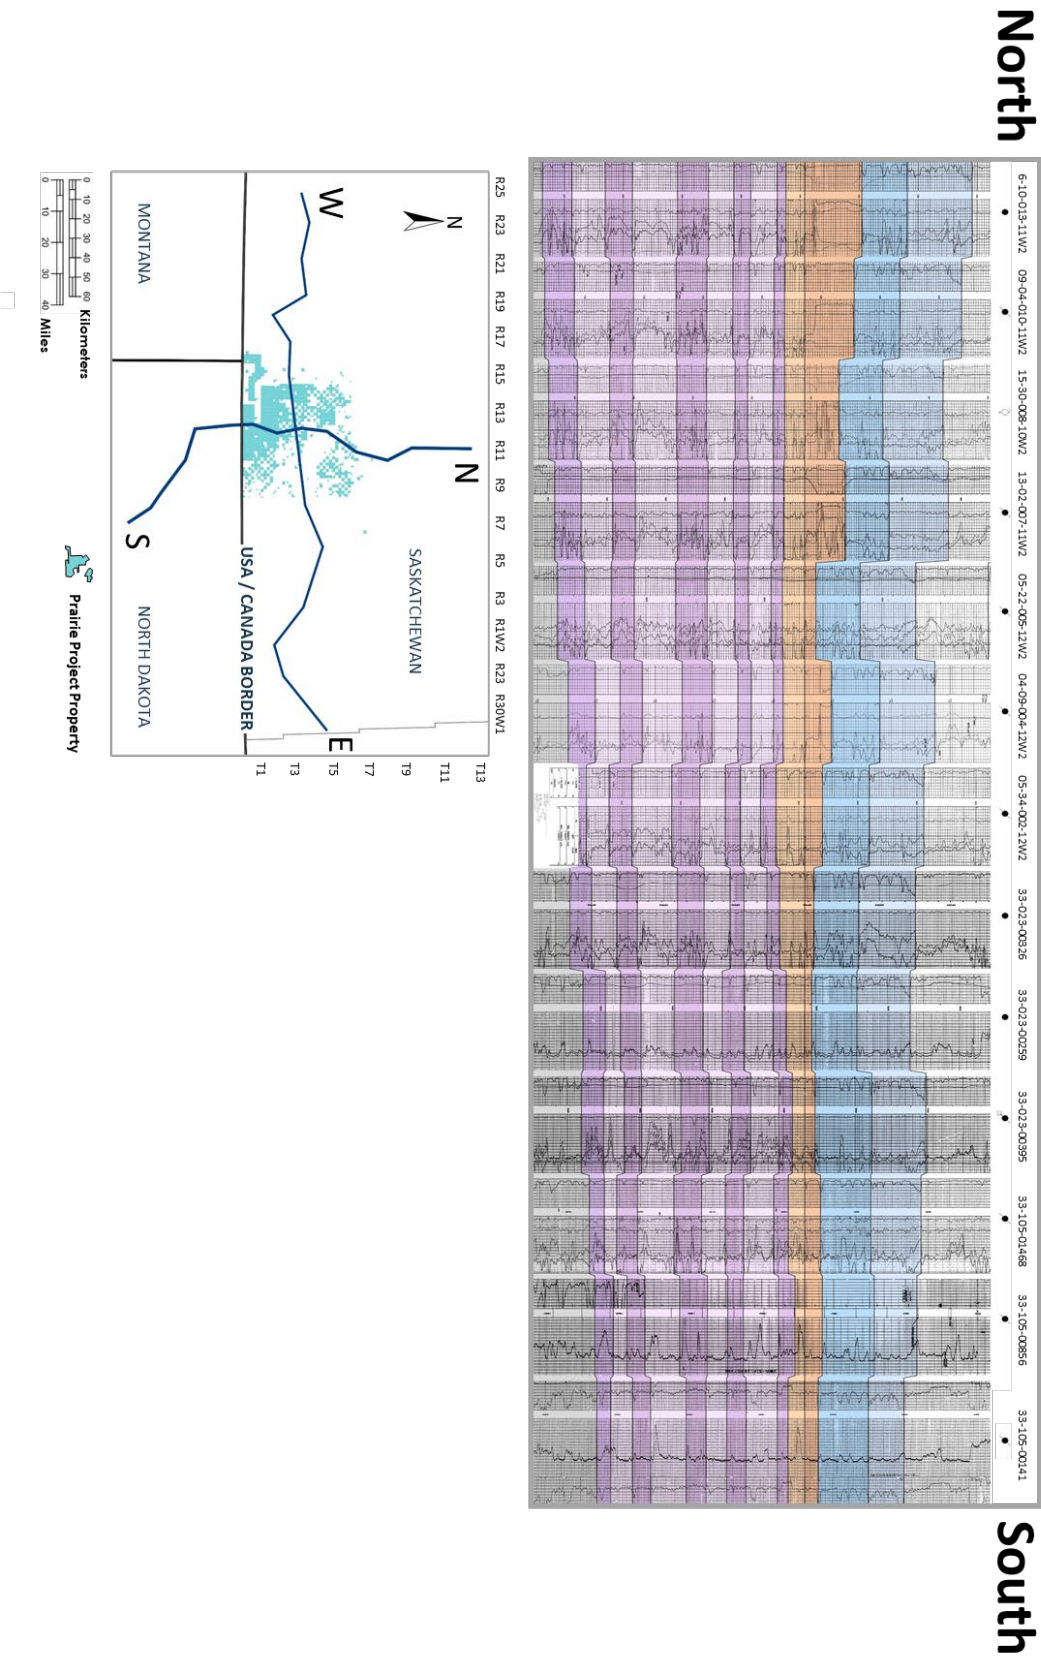 North
South
6-10-013-11W2
09-04-010-11W2
15-30-008-10W2
13-02-007-11W2
05-22-005-12W2
04-09-004-12W2
05-34-002-12W2
33-023-00326
33-023-00259
33-023-00395
33-105-01468
33-105-00856
33-105-00141
R25 R23 R21 R19 R17 R15 R13 R11 R9 R7 R5 R3 R1W2 R23 R30W1
T13
T11
T9
T7
T5
T3
T1
N
N
W
E
S
SASKATCHEWAN
USA / CANADA BORDER
MONTANA
NORTH DAKOTA
0 10 20 30 40 50 60 Kilometers
0 10 20 30 40 Miles
Prairie Project Property